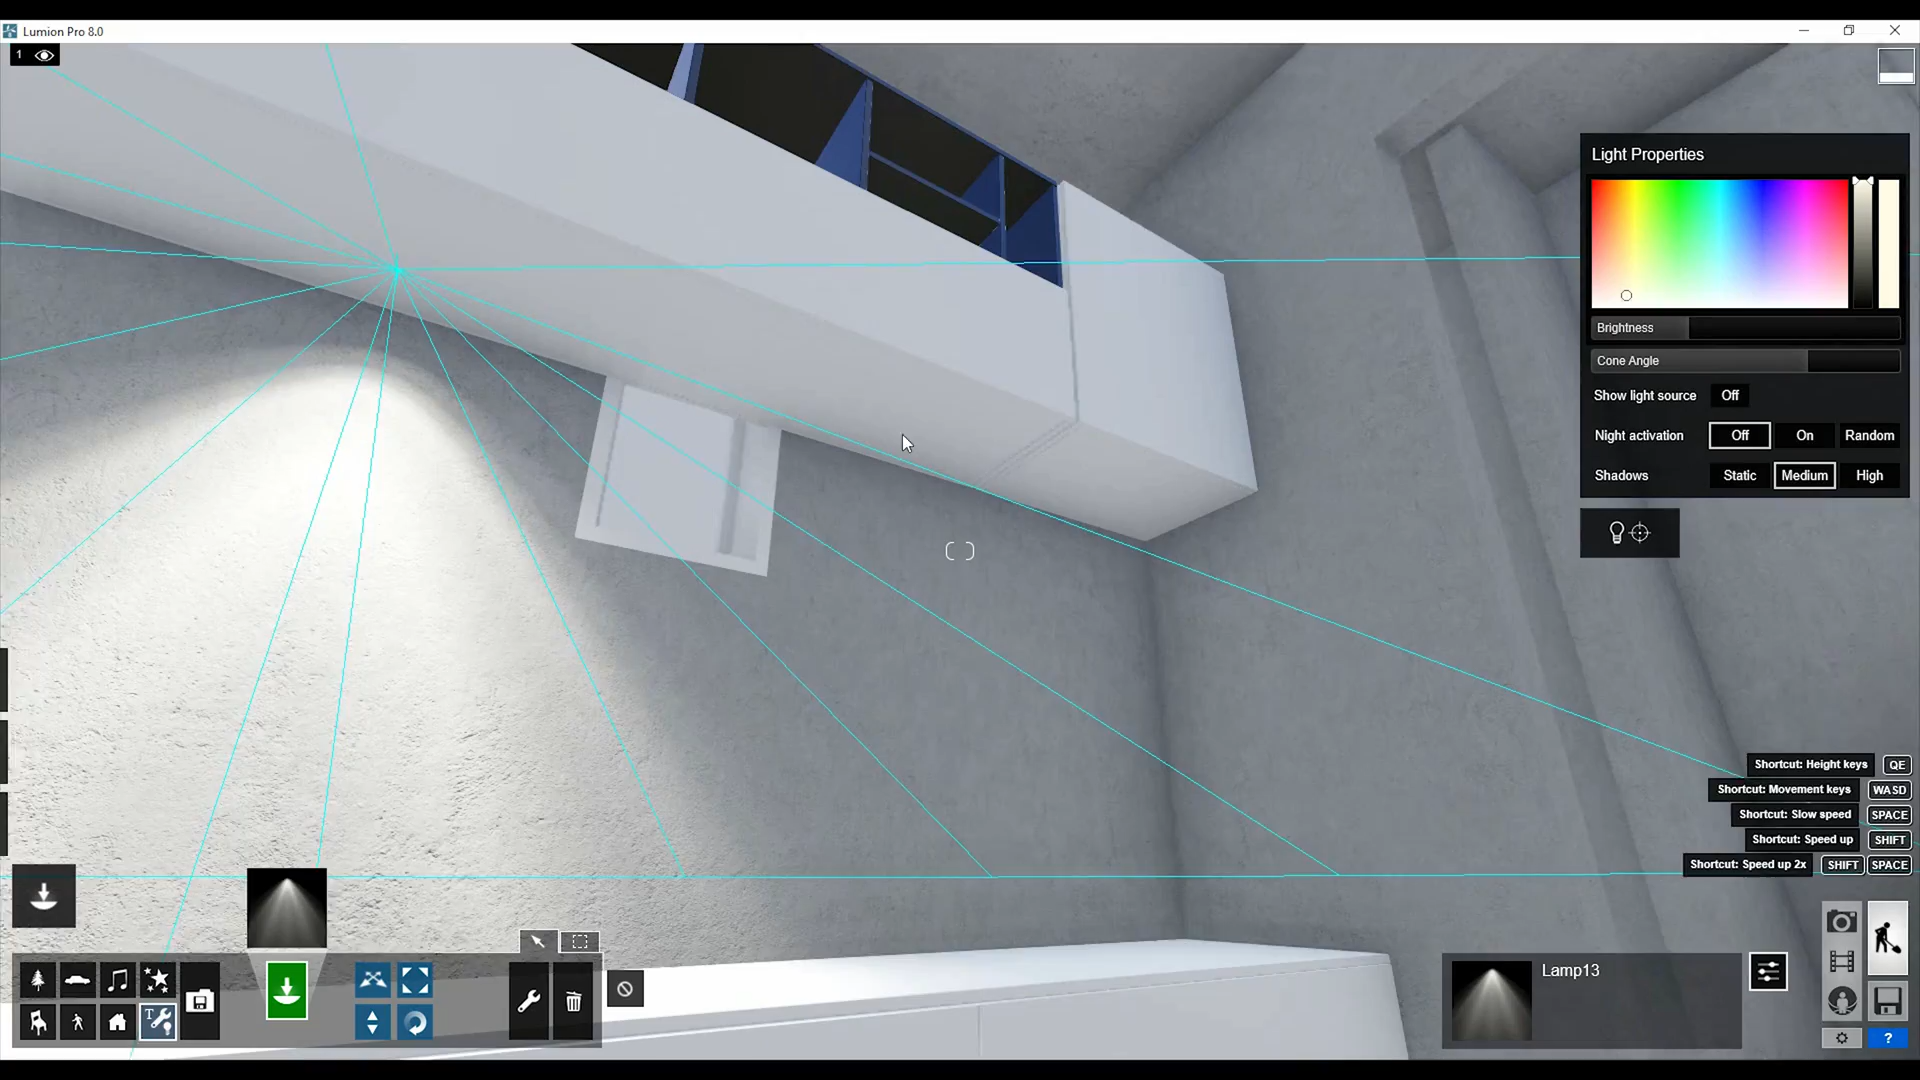 Lumion Pro 8.0
1
Light Properties
Brightness
Cone Angle
Show light source Off
Night activation Off On Random
Shadows Static Medium High
Shortcut: Height keys QE
Shortcut: Movement keys WASD
Shortcut: Slow speed SPACE
Shortcut: Speed up SHIFT
Shortcut: Speed up 2x SHIFT SPACE
Lamp13
T
?